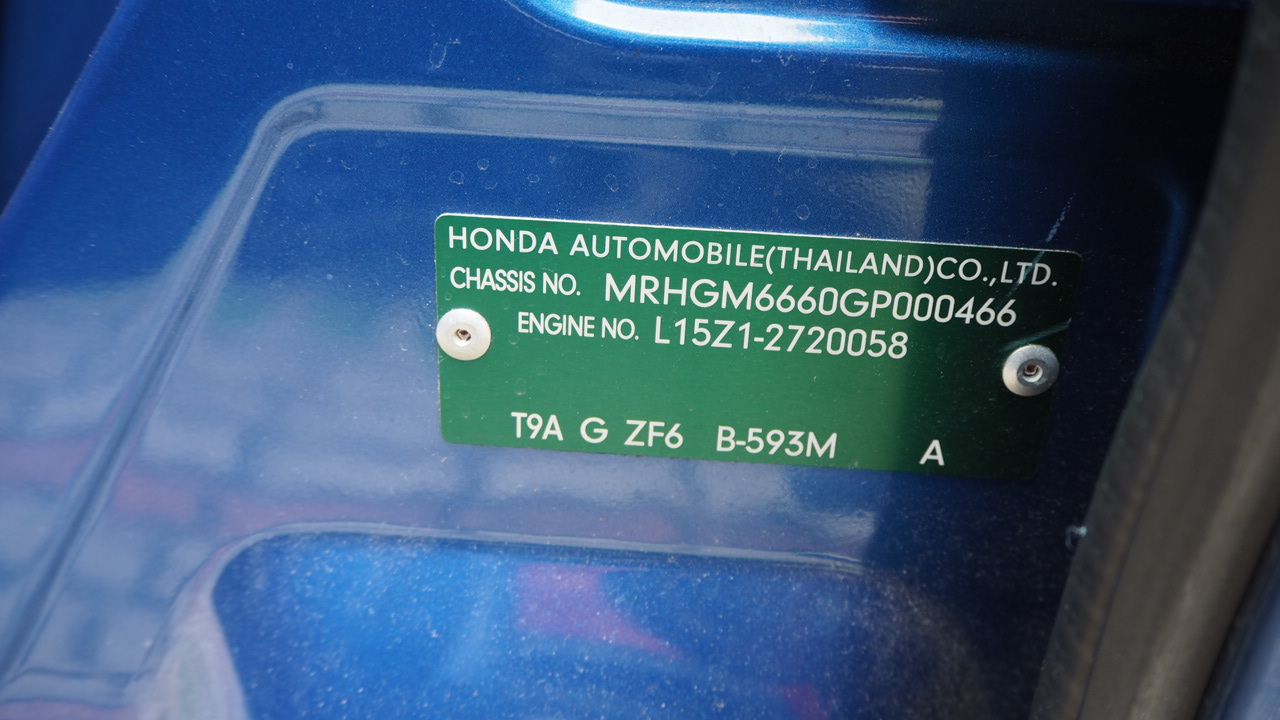 HONDA AUTOMOBILE(THAILAND)CO.,LTD.
CHASSIS NO. MRHGM6660GP000466
ENGINE NO. L15Z1-2720058
T9A G ZF6 B-593M A